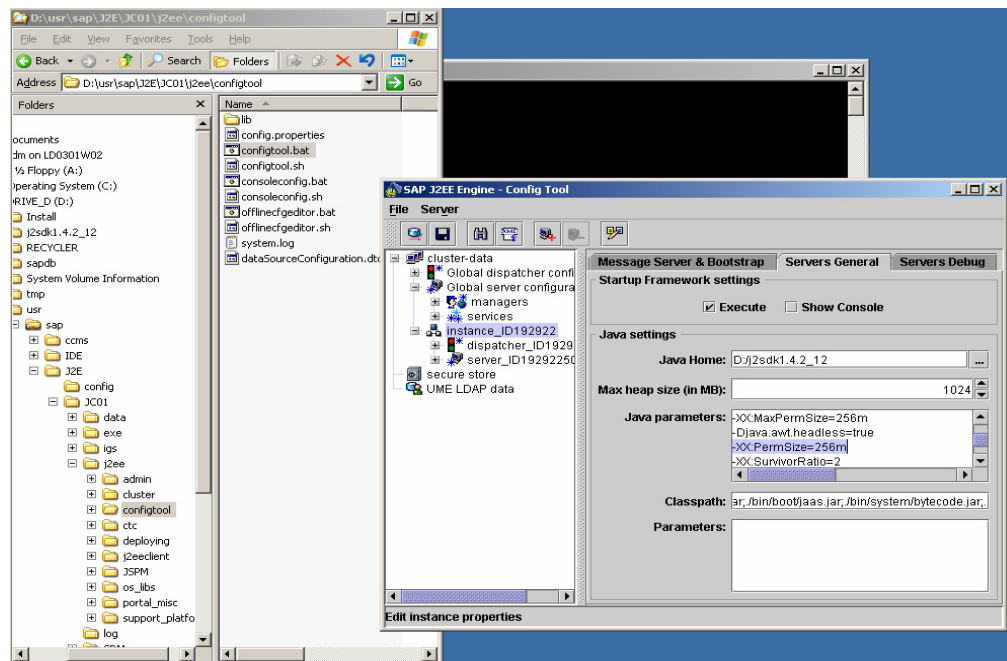 D:\usr\sap\J2E\JC01\j2ee\configtool
File Edit View Favorites Tools Help
Back Search Folders
Address D:\usr\sap\J2E\JC01\j2ee\configtool Go
Folders
ocuments
dm on LD0301W02
½ Floppy (A:)
perating System (C:)
RIVE_D (D:)
Install
j2sdk1.4.2_12
RECYCLER
sapdb
System Volume Information
tmp
usr
sap
ccms
IDE
J2E
config
JC01
data
exe
igs
j2ee
admin
cluster
configtool
ctc
deploying
j2eeclient
JSPM
os_libs
portal_misc
support_platfo
log
Name
lib
config.properties
configtool.bat
configtool.sh
consoleconfig.bat
consoleconfig.sh
offlinecfgeditor.bat
offlinecfgeditor.sh
system.log
dataSourceConfiguration.dtd
SAP J2EE Engine - Config Tool
File Server
cluster-data
Global dispatcher confi
Global server configura
managers
services
instance_ID192922
dispatcher_ID1929
server_ID19292250
secure store
UME LDAP data
Message Server & Bootstrap Servers General Servers Debug
Startup Framework settings
Execute Show Console
Java settings
Java Home: D:/j2sdk1.4.2_12 ...
Max heap size (in MB): 1024
Java parameters: -XX:MaxPermSize=256m
-Djava.awt.headless=true
-XX:PermSize=256m
-XX:SurvivorRatio=2
Classpath: ar;./bin/boot/jaas.jar;./bin/system/bytecode.jar;.
Parameters:
Edit instance properties